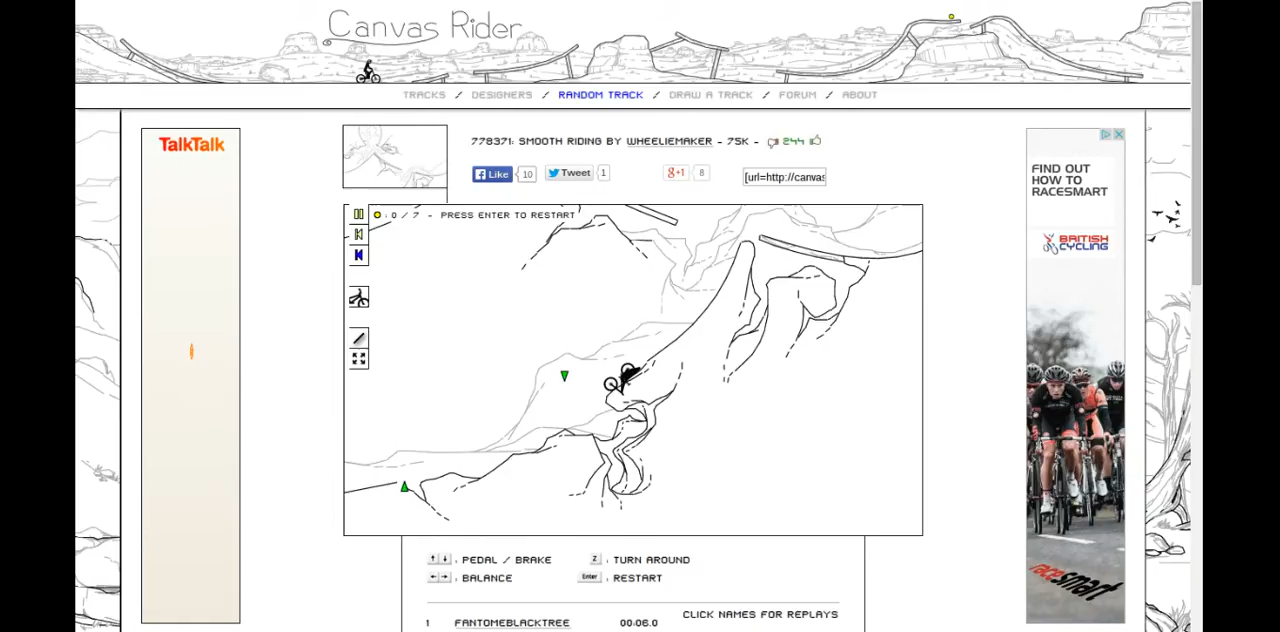 Canvas Rider
TRACKS / DESIGNERS / RANDOM TRACK / DRAW A TRACK / FORUM / ABOUT
TalkTalk
778371: SMOOTH RIDING BY WHEELIEMAKER - 75K - 244
Like 10 Tweet 1 +1 8 [url=http://canvas
0 / 7 - PRESS ENTER TO RESTART
FIND OUT
HOW TO
RACESMART
BRITISH
CYCLING
racesmart
PEDAL / BRAKE Z : TURN AROUND
BALANCE Enter : RESTART
CLICK NAMES FOR REPLAYS
1 FANTOMEBLACKTREE 00:06.0